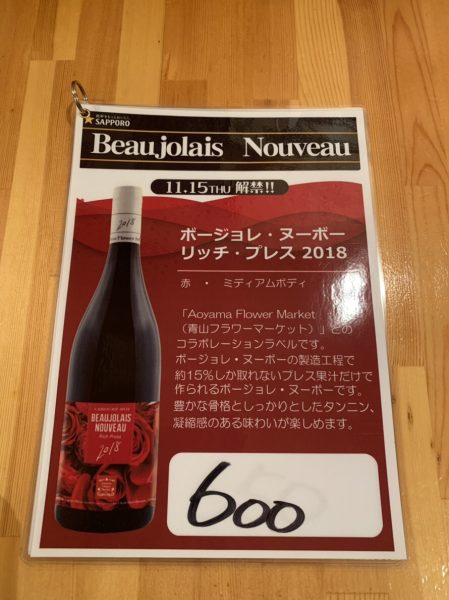 SAPPORO
Beaujolais Nouveau
11.15THU 解禁!!
ボージョレ・ヌーボー
リッチ・プレス 2018
赤 ・ ミディアムボディ
「Aoyama Flower Market
(青山フラワーマーケット)」との
コラボレーションラベルです。
ボージョレ・ヌーボーの製造工程で
約15%しか取れないプレス果汁だけで
作られるボージョレ・ヌーボーです。
豊かな骨格としっかりとしたタンニン、
凝縮感のある味わいが楽しめます。
2018
Flower Mar
BEAUJOLAIS
NOUVEAU
Rich Press
2018
600